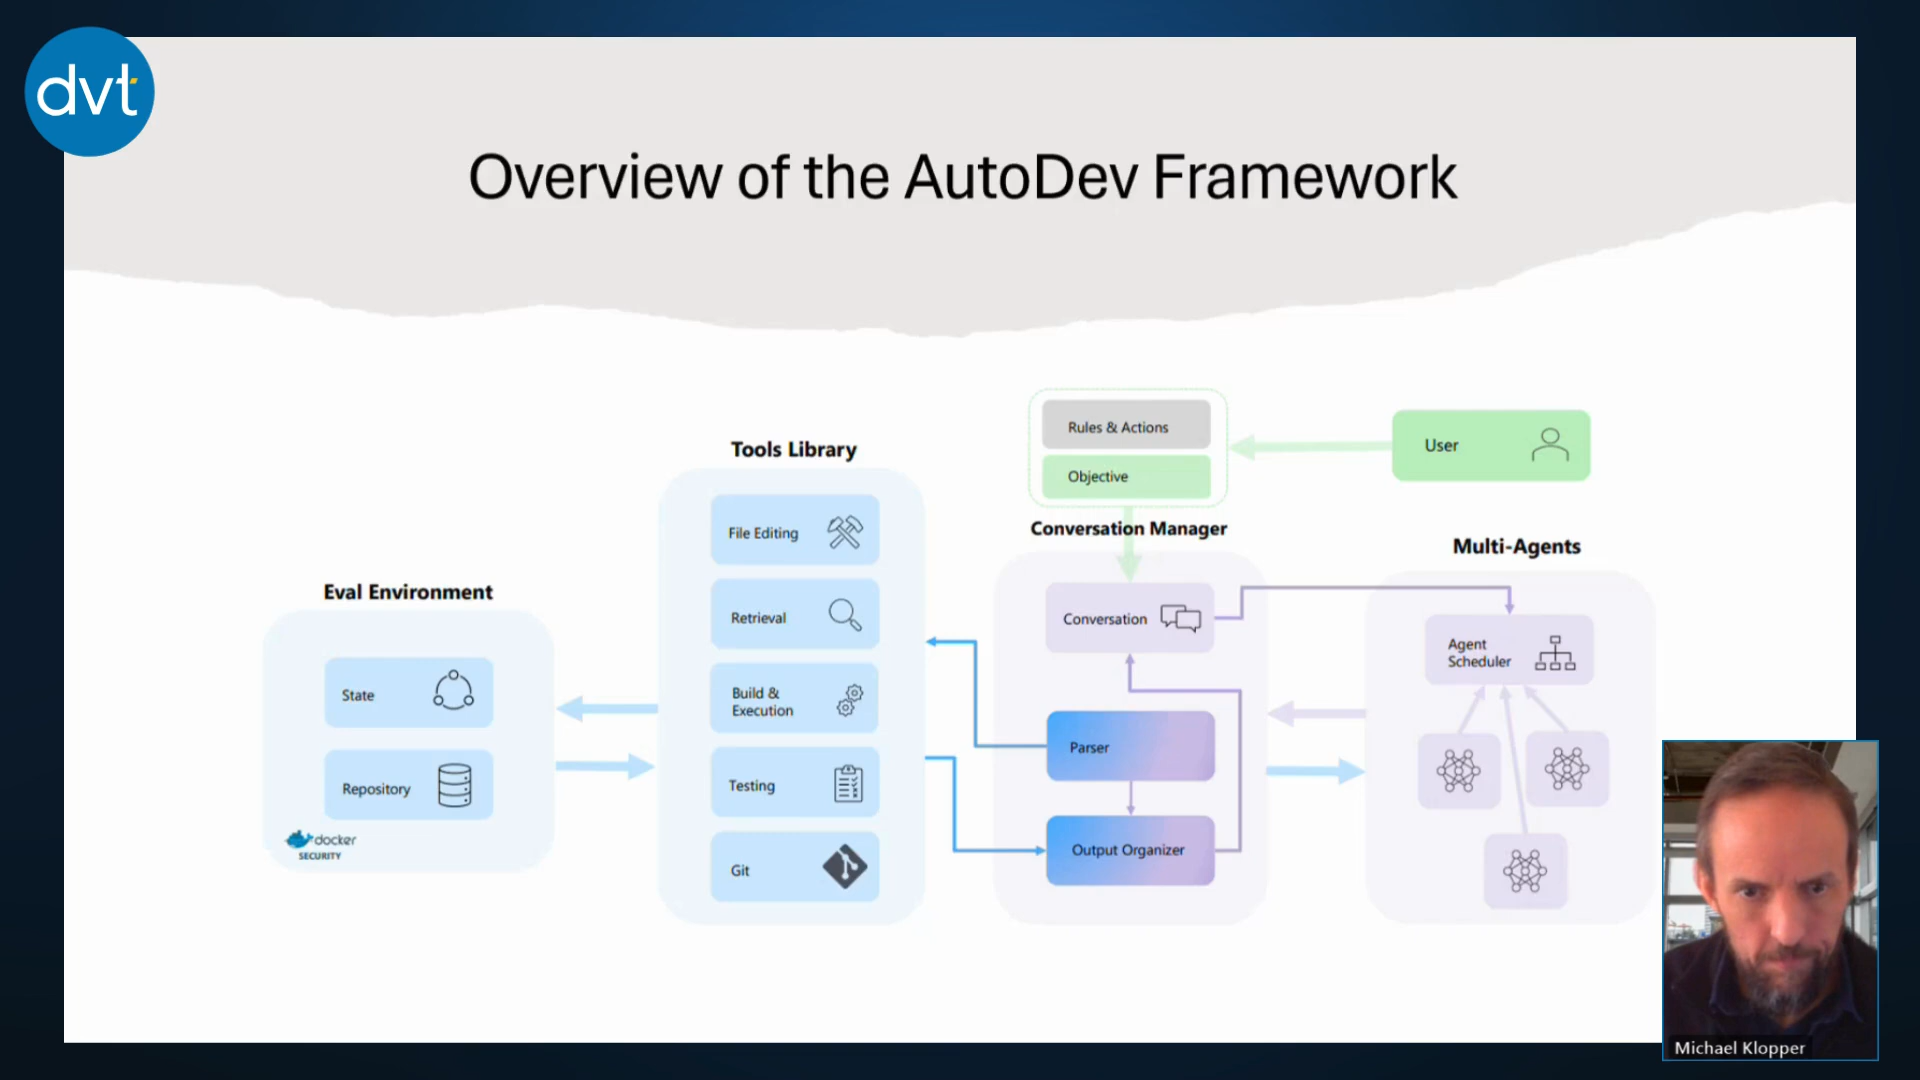 dvt
Overview of the AutoDev Framework
Rules & Actions
Objective
User
Tools Library
File Editing
Retrieval
Build &
Execution
Testing
Git
Conversation Manager
Conversation
Parser
Output Organizer
Multi-Agents
Agent
Scheduler
Eval Environment
State
Repository
docker
SECURITY
Michael Klopper